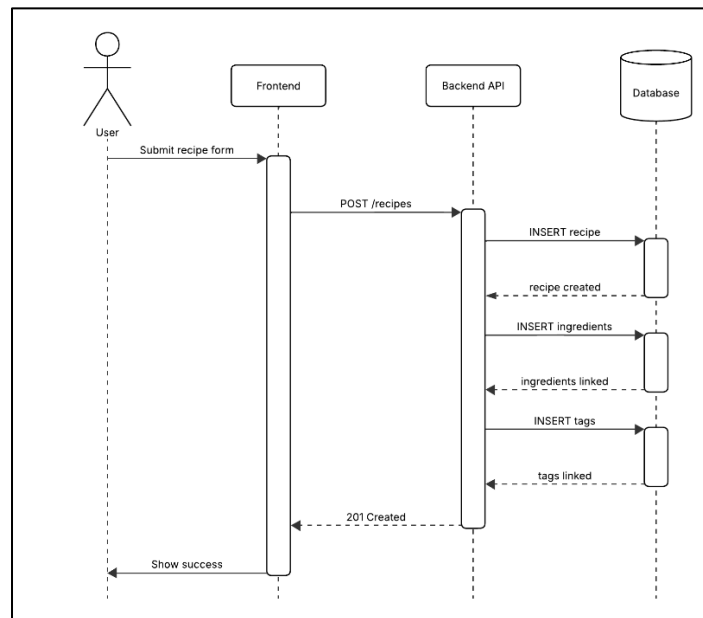 Frontend
Backend API
Database
User
Submit recipe form
POST /recipes
INSERT recipe
recipe created
INSERT ingredients
ingredients linked
INSERT tags
tags linked
201 Created
Show success